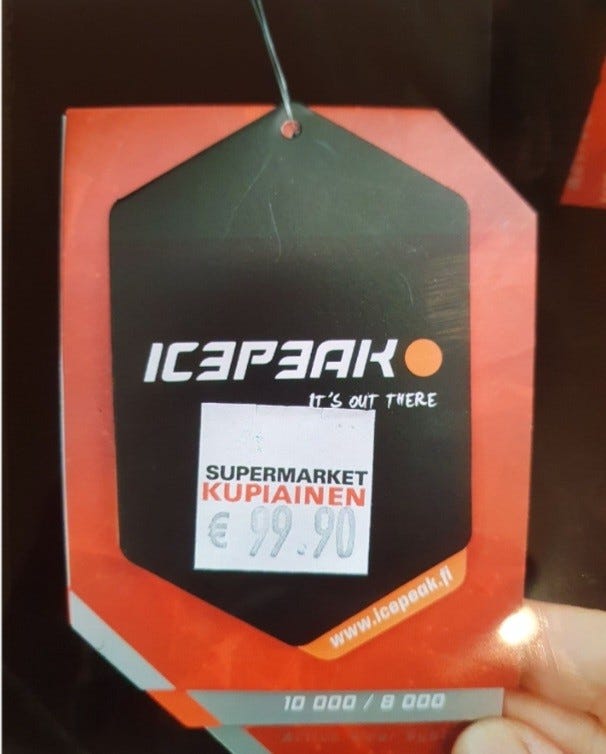 ICEPEAK
IT'S OUT THERE
SUPERMARKET
KUPIAINEN
€ 99.90
www.icepeak.fi
10 000 / 8 000